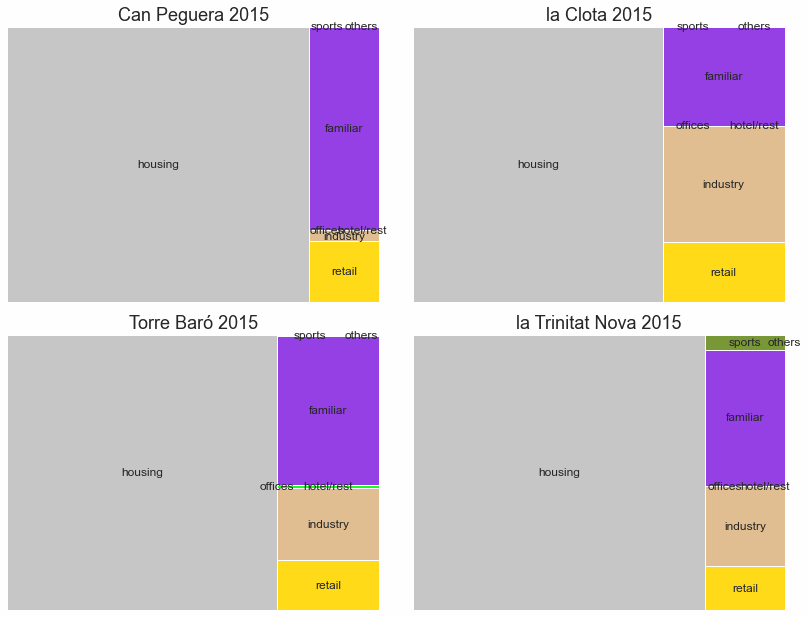 Can Peguera 2015
sports others
familiar
housing
offices hotel/rest
industry
retail
la Clota 2015
sports others
familiar
offices hotel/rest
housing
industry
retail
Torre Baró 2015
sports others
familiar
housing
offices hotel/rest
industry
retail
la Trinitat Nova 2015
sports others
familiar
housing
offices hotel/rest
industry
retail